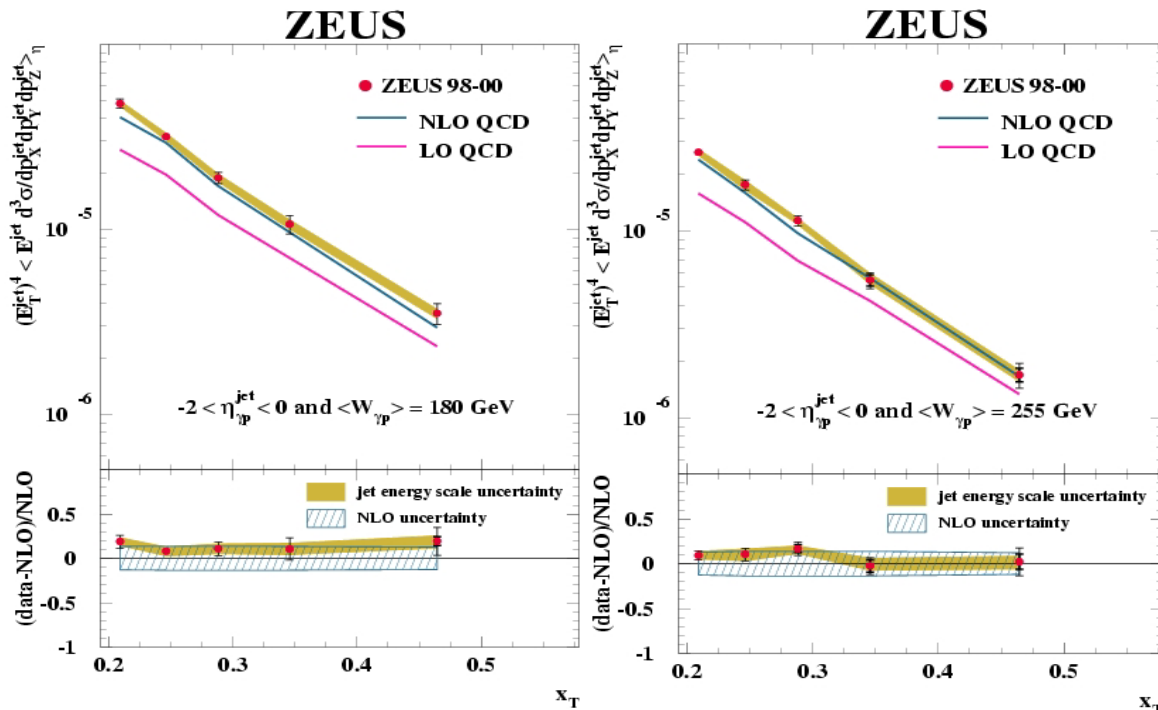 ZEUS
(E_T^jet)^4 < E^jet d^3σ/dp_X^jet dp_Y^jet dp_Z^jet >_η
ZEUS 98-00
NLO QCD
LO QCD
10^-5
10^-6
-2 < η_γp^jet < 0 and <W_γp> = 180 GeV
(data-NLO)/NLO
jet energy scale uncertainty
NLO uncertainty
0.5
0
-0.5
-1
0.2 0.3 0.4 0.5
x_T
ZEUS
(E_T^jet)^4 < E^jet d^3σ/dp_X^jet dp_Y^jet dp_Z^jet >_η
ZEUS 98-00
NLO QCD
LO QCD
10^-5
10^-6
-2 < η_γp^jet < 0 and <W_γp> = 255 GeV
(data-NLO)/NLO
jet energy scale uncertainty
NLO uncertainty
0.5
0
-0.5
-1
0.2 0.3 0.4 0.5
x_T